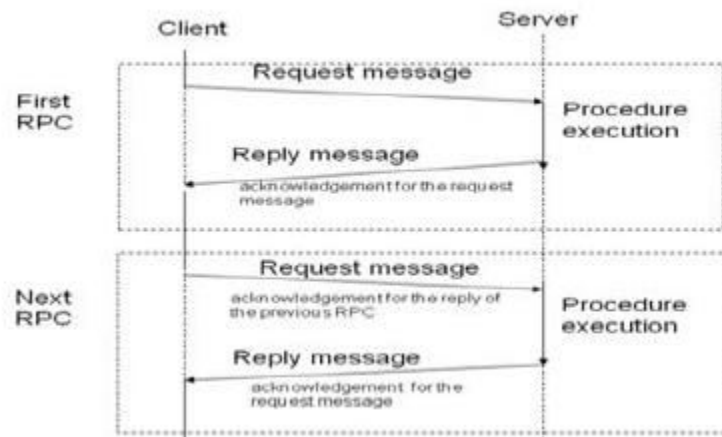 Client
Server
First
RPC
Request message
Procedure
execution
Reply message
acknowledgement for the request
message
Next
RPC
Request message
acknowledgement for the reply of
the previous RPC
Procedure
execution
Reply message
acknowledgement for the
request message